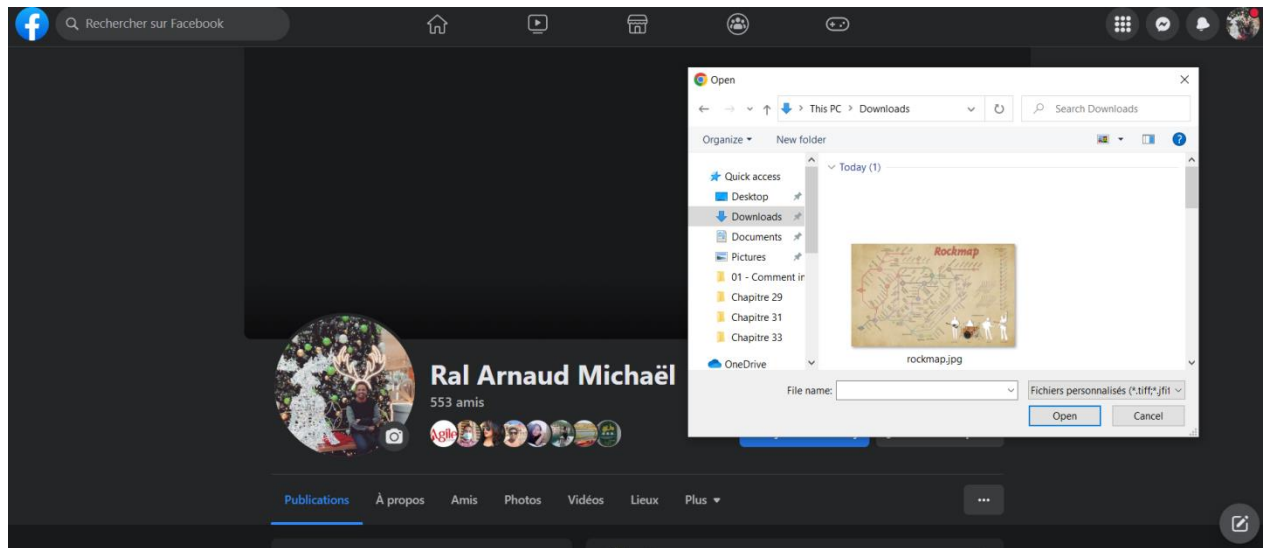 Rechercher sur Facebook
Open
This PC > Downloads
Search Downloads
Organize
New folder
Quick access
Desktop
Downloads
Documents
Pictures
01 - Comment ir
Chapitre 29
Chapitre 31
Chapitre 33
OneDrive
Today (1)
Rockmap
rockmap.jpg
File name:
Fichiers personnalisés (*.tiff;*.jfif
Open
Cancel
Ral Arnaud Michaël
553 amis
Agile
Publications
À propos
Amis
Photos
Vidéos
Lieux
Plus